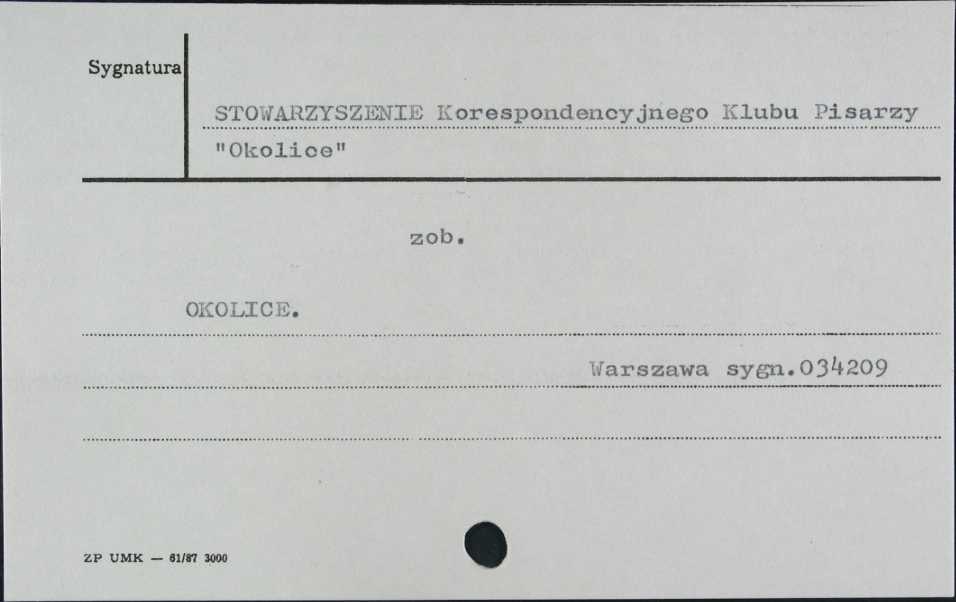 Sygnatura
STOWARZYSZENIE Korespondencyjnego Klubu Pisarzy
"Okolice"
zob.
OKOLICE.
Warszawa sygn.034209
ZP UMK — 61/87 3000